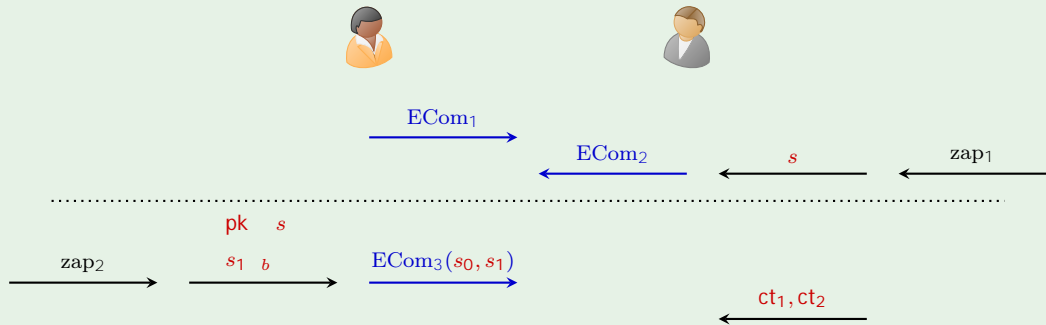 ECom₁
ECom₂ s zap₁
pk s
zap₂ s₁ b ECom₃(s₀, s₁)
ct₁, ct₂